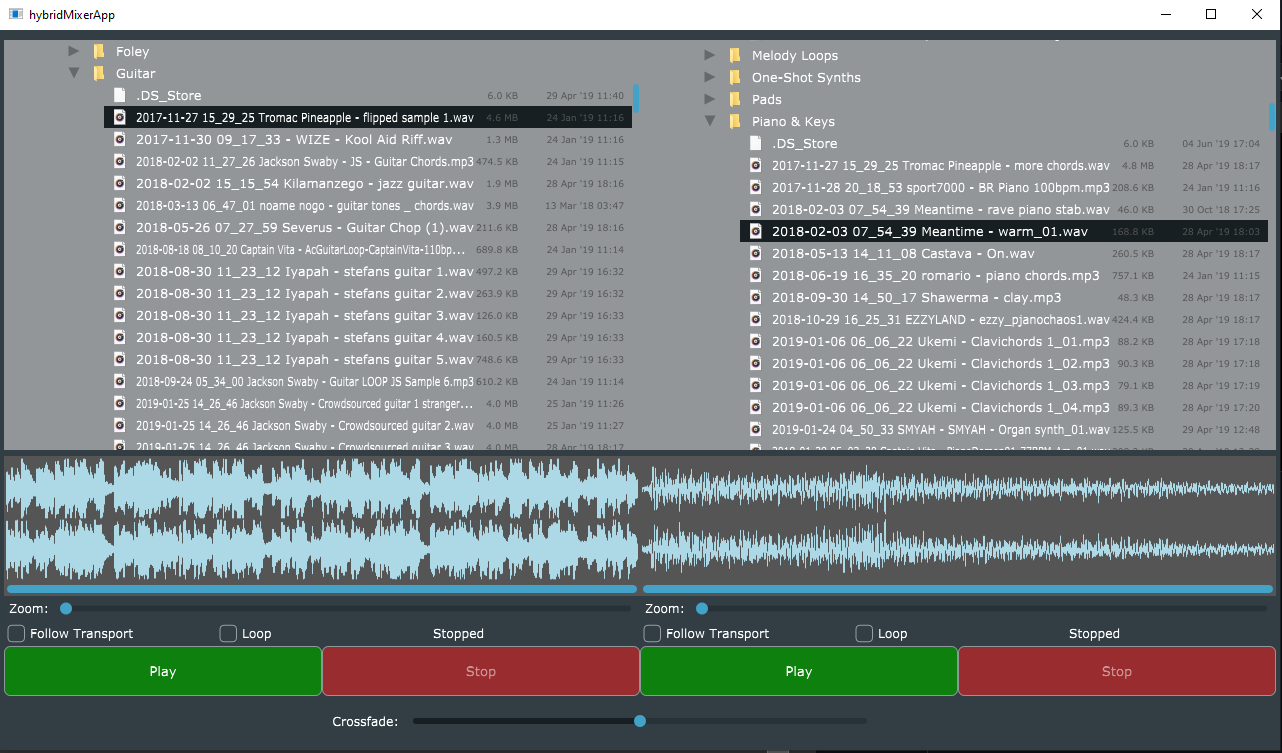 hybridMixerApp
Foley
Guitar
.DS_Store 6.0 KB 29 Apr '19 11:40
2017-11-27 15_29_25 Tromac Pineapple - flipped sample 1.wav 4.6 MB 24 Jan '19 11:16
2017-11-30 09_17_33 - WIZE - Kool Aid Riff.wav 1.3 MB 24 Jan '19 11:16
2018-02-02 11_27_26 Jackson Swaby - JS - Guitar Chords.mp3 474.5 KB 24 Jan '19 11:15
2018-02-02 15_15_54 Kilamanzego - jazz guitar.wav 1.9 MB 28 Apr '19 18:16
2018-03-13 06_47_01 noame nogo - guitar tones _ chords.wav 3.9 MB 13 Mar '18 03:47
2018-05-26 07_27_59 Severus - Guitar Chop (1).wav 211.6 KB 28 Apr '19 18:16
2018-08-18 08_10_20 Captain Vita - AcGuitarLoop-CaptainVita-110bp... 689.8 KB 24 Jan '19 11:14
2018-08-30 11_23_12 Iyapah - stefans guitar 1.wav 497.2 KB 29 Apr '19 16:32
2018-08-30 11_23_12 Iyapah - stefans guitar 2.wav 263.9 KB 29 Apr '19 16:32
2018-08-30 11_23_12 Iyapah - stefans guitar 3.wav 126.0 KB 29 Apr '19 16:33
2018-08-30 11_23_12 Iyapah - stefans guitar 4.wav 160.5 KB 29 Apr '19 16:33
2018-08-30 11_23_12 Iyapah - stefans guitar 5.wav 748.6 KB 29 Apr '19 16:33
2018-09-24 05_34_00 Jackson Swaby - Guitar LOOP JS Sample 6.mp3 610.2 KB 24 Jan '19 11:14
2019-01-25 14_26_46 Jackson Swaby - Crowdsourced guitar 1 stranger... 4.0 MB 25 Jan '19 11:26
2019-01-25 14_26_46 Jackson Swaby - Crowdsourced guitar 2.wav 4.0 MB 25 Jan '19 11:27
2019-01-25 14_26_46 Jackson Swaby - Crowdsourced guitar 3.wav 4.0 MB 28 Apr '19 18:17
Melody Loops
One-Shot Synths
Pads
Piano & Keys
.DS_Store 6.0 KB 04 Jun '19 17:04
2017-11-27 15_29_25 Tromac Pineapple - more chords.wav 4.8 MB 28 Apr '19 18:17
2017-11-28 20_18_53 sport7000 - BR Piano 100bpm.mp3 208.6 KB 24 Jan '19 11:16
2018-02-03 07_54_39 Meantime - rave piano stab.wav 46.0 KB 30 Oct '18 17:25
2018-02-03 07_54_39 Meantime - warm_01.wav 168.8 KB 28 Apr '19 18:03
2018-05-13 14_11_08 Castava - On.wav 260.5 KB 28 Apr '19 18:17
2018-06-19 16_35_20 romario - piano chords.mp3 757.1 KB 24 Jan '19 11:15
2018-09-30 14_50_17 Shawerma - clay.mp3 48.3 KB 28 Apr '19 18:17
2018-10-29 16_25_31 EZZYLAND - ezzy_pjanochaos1.wav 424.4 KB 28 Apr '19 18:17
2019-01-06 06_06_22 Ukemi - Clavichords 1_01.mp3 88.2 KB 28 Apr '19 17:18
2019-01-06 06_06_22 Ukemi - Clavichords 1_02.mp3 90.3 KB 28 Apr '19 17:18
2019-01-06 06_06_22 Ukemi - Clavichords 1_03.mp3 79.1 KB 28 Apr '19 17:19
2019-01-06 06_06_22 Ukemi - Clavichords 1_04.mp3 89.3 KB 28 Apr '19 17:20
2019-01-24 04_50_33 SMYAH - SMYAH - Organ synth_01.wav 125.5 KB 29 Apr '19 12:48
Zoom: Zoom:
Follow Transport Loop Stopped Follow Transport Loop Stopped
Play Stop Play Stop
Crossfade: